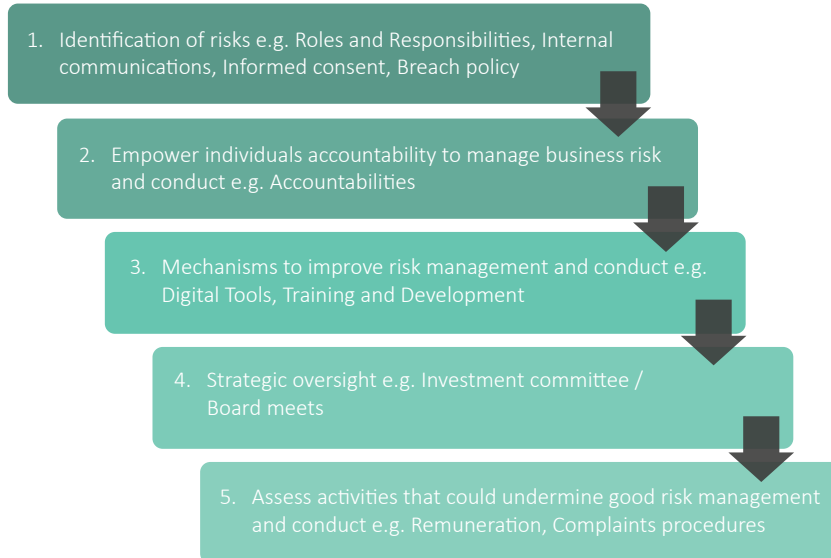 1. Identification of risks e.g. Roles and Responsibilities, Internal
communications, Informed consent, Breach policy
2. Empower individuals accountability to manage business risk
and conduct e.g. Accountabilities
3. Mechanisms to improve risk management and conduct e.g.
Digital Tools, Training and Development
4. Strategic oversight e.g. Investment committee /
Board meets
5. Assess activities that could undermine good risk management
and conduct e.g. Remuneration, Complaints procedures